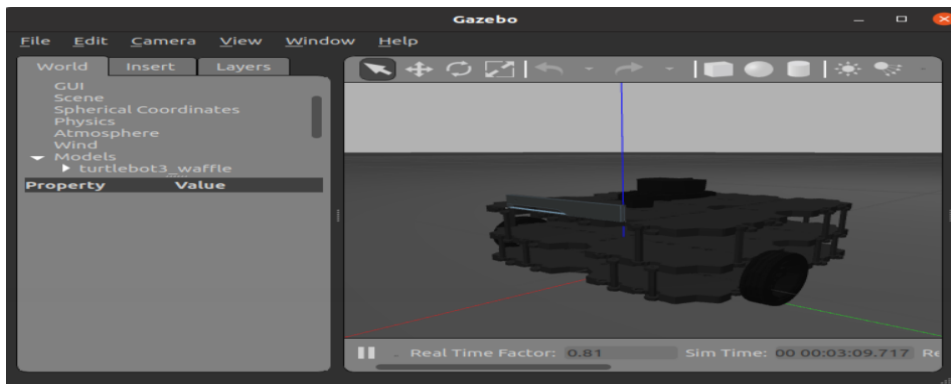 Gazebo
File Edit Camera View Window Help
World Insert Layers
GUI
Scene
Spherical Coordinates
Physics
Atmosphere
Wind
Models
turtlebot3_waffle
Property Value
Real Time Factor: 0.81 Sim Time: 00 00:03:09.717 Re